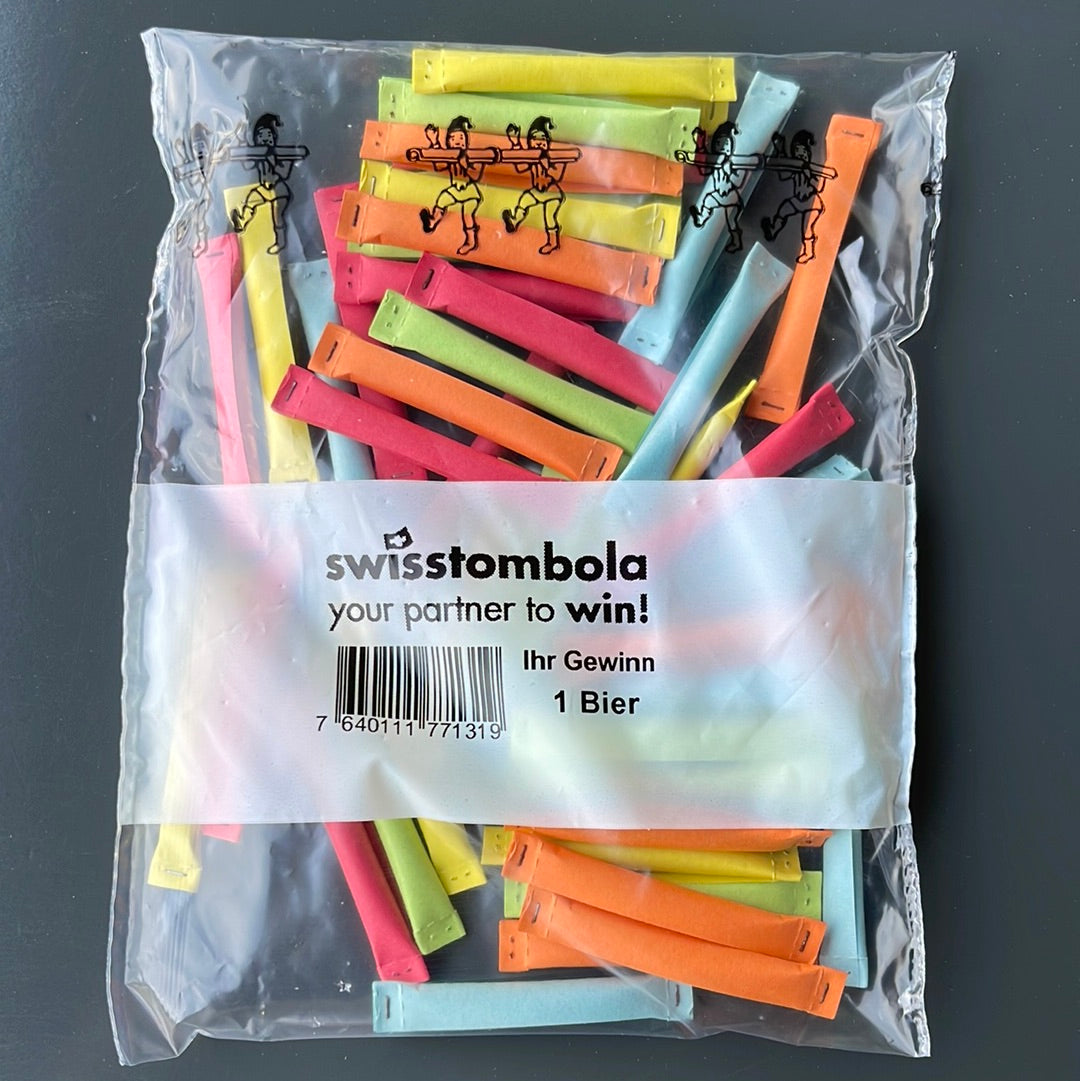 swisstombola
your partner to win!
Ihr Gewinn
1 Bier
7 640111 771319